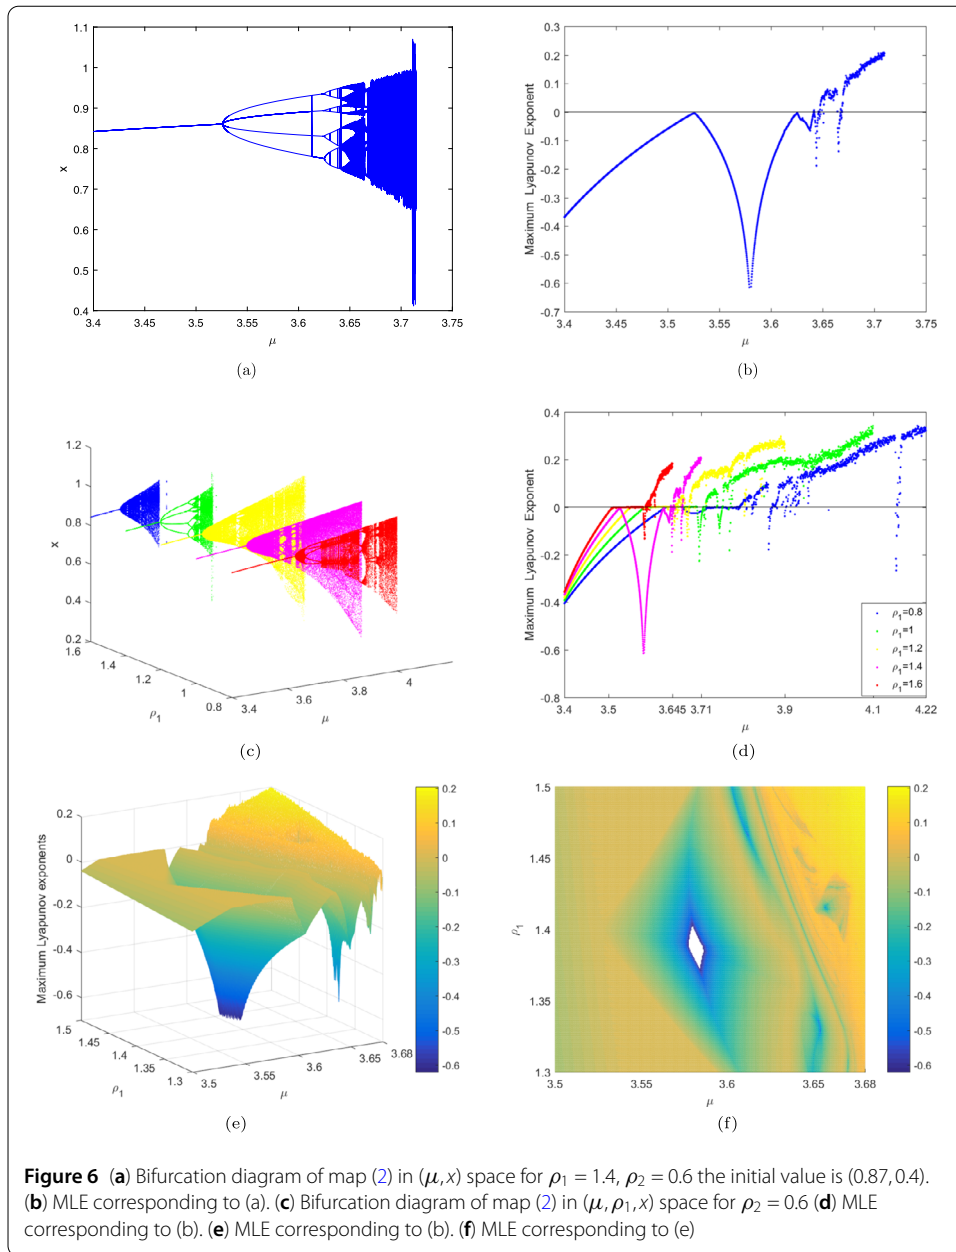 1.1
1
0.9
0.8
0.7
0.6
0.5
0.4
x
3.4 3.45 3.5 3.55 3.6 3.65 3.7 3.75
μ
(a)
0.3
0.2
0.1
0
-0.1
-0.2
-0.3
-0.4
-0.5
-0.6
-0.7
Maximum Lyapunov Exponent
3.4 3.45 3.5 3.55 3.6 3.65 3.7 3.75
μ
(b)
1.2
1
0.8
0.6
0.4
0.2
x
1.6 1.4 1.2 1 0.8
ρ1
3.4 3.6 3.8 4
μ
(c)
0.4
0.2
0
-0.2
-0.4
-0.6
-0.8
Maximum Lyapunov Exponent
ρ1=0.8
ρ1=1
ρ1=1.2
ρ1=1.4
ρ1=1.6
3.4 3.5 3.645 3.71 3.9 4.1 4.22
μ
(d)
0.2
0
-0.2
-0.4
-0.6
Maximum Lyapunov exponents
1.5 1.45 1.4 1.35 1.3
ρ1
3.5 3.55 3.6 3.65 3.68
μ
0.2
0.1
0
-0.1
-0.2
-0.3
-0.4
-0.5
-0.6
(e)
1.5
1.45
1.4
1.35
1.3
ρ1
3.5 3.55 3.6 3.65 3.68
μ
0.2
0.1
0
-0.1
-0.2
-0.3
-0.4
-0.5
-0.6
(f)
Figure 6 (a) Bifurcation diagram of map (2) in (μ, x) space for ρ1 = 1.4, ρ2 = 0.6 the initial value is (0.87, 0.4).
(b) MLE corresponding to (a). (c) Bifurcation diagram of map (2) in (μ, ρ1, x) space for ρ2 = 0.6 (d) MLE
corresponding to (b). (e) MLE corresponding to (b). (f) MLE corresponding to (e)